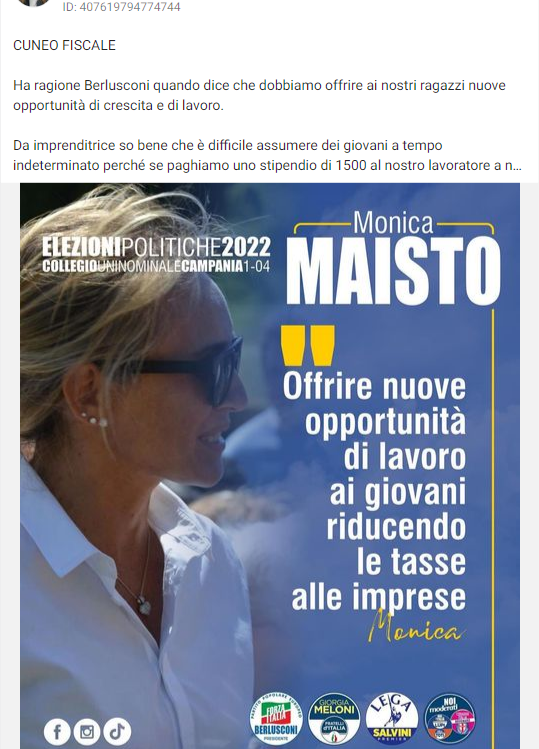 ID: 407619794774744
CUNEO FISCALE
Ha ragione Berlusconi quando dice che dobbiamo offrire ai nostri ragazzi nuove
opportunità di crescita e di lavoro.
Da imprenditrice so bene che è difficile assumere dei giovani a tempo
indeterminato perché se paghiamo uno stipendio di 1500 al nostro lavoratore a n...
ELEZIONIPOLITICHE2022
COLLEGIOUNINOMINALECAMPANIA1-04
Monica
MAISTO
"
Offrire nuove
opportunità
di lavoro
ai giovani
riducendo
le tasse
alle imprese
Monica
PARTITO POPOLARE EUROPEO
FORZA
ITALIA
BERLUSCONI
PRESIDENTE
GIORGIA
MELONI
FRATELLI
d'ITALIA
LEGA
SALVINI
PREMIER
NOI
moderati